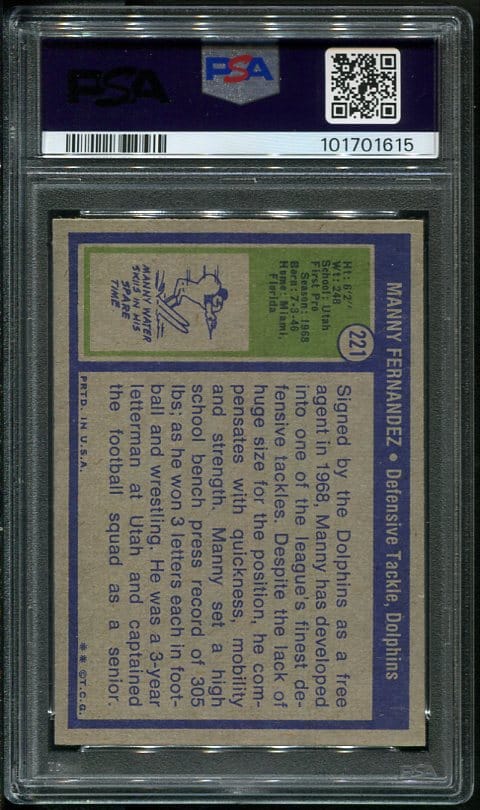 PSA
PSA
101701615
MANNY FERNANDEZ • Defensive Tackle, Dolphins
221
Ht: 6'2"
Wt: 248
School: Utah
First Pro
Season: 1968
Born: 7-3-46
Home: Miami,
Florida
MANNY WATER
SKIIS IN HIS
SPARE
TIME.
Signed by the Dolphins as a free
agent in 1968, Manny has developed
into one of the league's finest de-
fensive tackles. Despite the lack of
huge size for the position, he com-
pensates with quickness, mobility
and strength. Manny set a high
school bench press record of 305
lbs; as he won 3 letters each in foot-
ball and wrestling. He was a 3-year
letterman at Utah and captained
the football squad as a senior.
PRTD. IN U.S.A.
** ©T.C.G.
PSA